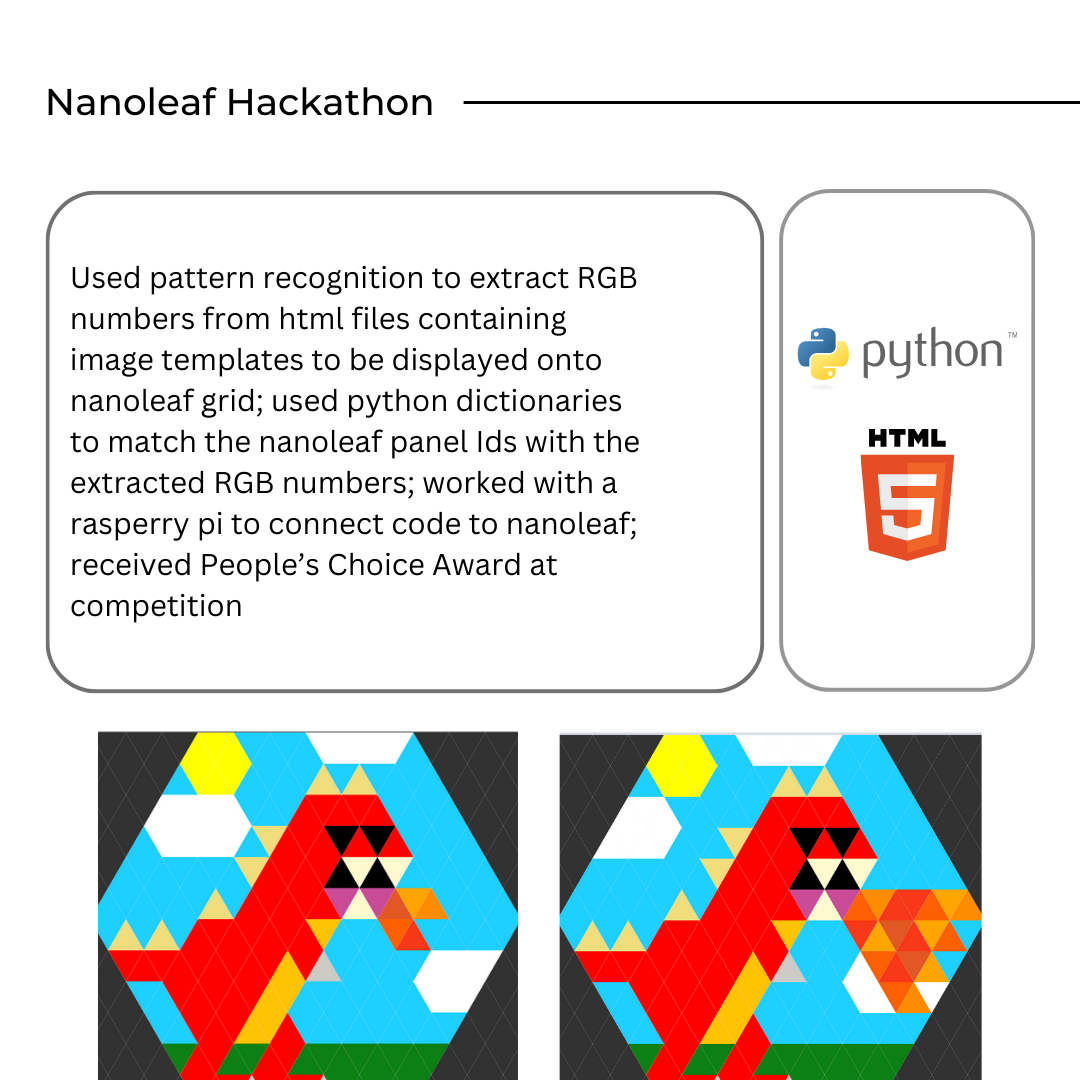 Nanoleaf Hackathon
Used pattern recognition to extract RGB
numbers from html files containing
image templates to be displayed onto
nanoleaf grid; used python dictionaries
to match the nanoleaf panel Ids with the
extracted RGB numbers; worked with a
rasperry pi to connect code to nanoleaf;
received People’s Choice Award at
competition
python™
HTML
5